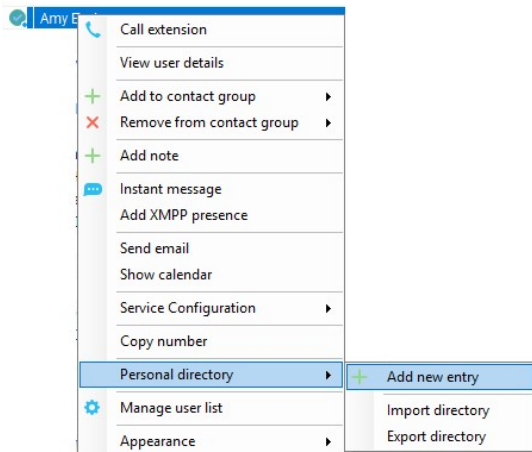 Amy
Call extension
View user details
Add to contact group
Remove from contact group
Add note
Instant message
Add XMPP presence
Send email
Show calendar
Service Configuration
Copy number
Personal directory
Add new entry
Manage user list
Import directory
Appearance
Export directory